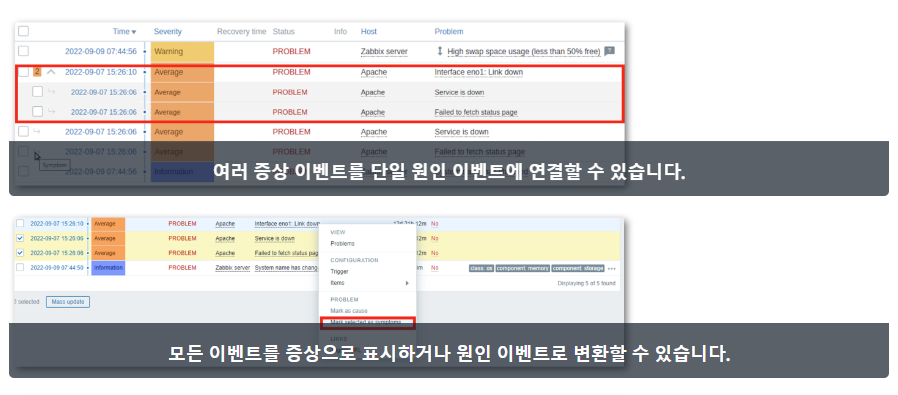 Time▼ Severity Recovery time Status Info Host Problem
2022-09-09 07:44:56 Warning PROBLEM Zabbix server High swap space usage (less than 50% free)
2 2022-09-07 15:26:10 Average PROBLEM Apache Interface eno1: Link down
2022-09-07 15:26:06 Average PROBLEM Apache Service is down
2022-09-07 15:26:06 Average PROBLEM Apache Failed to fetch status page
2022-09-07 15:26:06 Average PROBLEM Apache Service is down
2022-09-07 15:26:06 Average PROBLEM Apache Failed to fetch status page
Symptom
2022-09-09 07:44:56 Information PROBLEM
여러 증상 이벤트를 단일 원인 이벤트에 연결할 수 있습니다.
2022-09-07 15:26:10 Average PROBLEM Apache Interface eno1: Link down 12m No
2022-09-07 15:26:06 Average PROBLEM Apache Service is down 12m No
2022-09-07 15:26:06 Average PROBLEM Apache Failed to fetch status pag 12m No
2022-09-09 07:44:50 Information PROBLEM Zabbix server System name has chang No class: os component: memory component: storage
Displaying 5 of 5 found
selected Mass update
VIEW
Problems
CONFIGURATION
Trigger
Items
PROBLEM
Mark as cause
Mark selected as symptoms
LINKS
모든 이벤트를 증상으로 표시하거나 원인 이벤트로 변환할 수 있습니다.